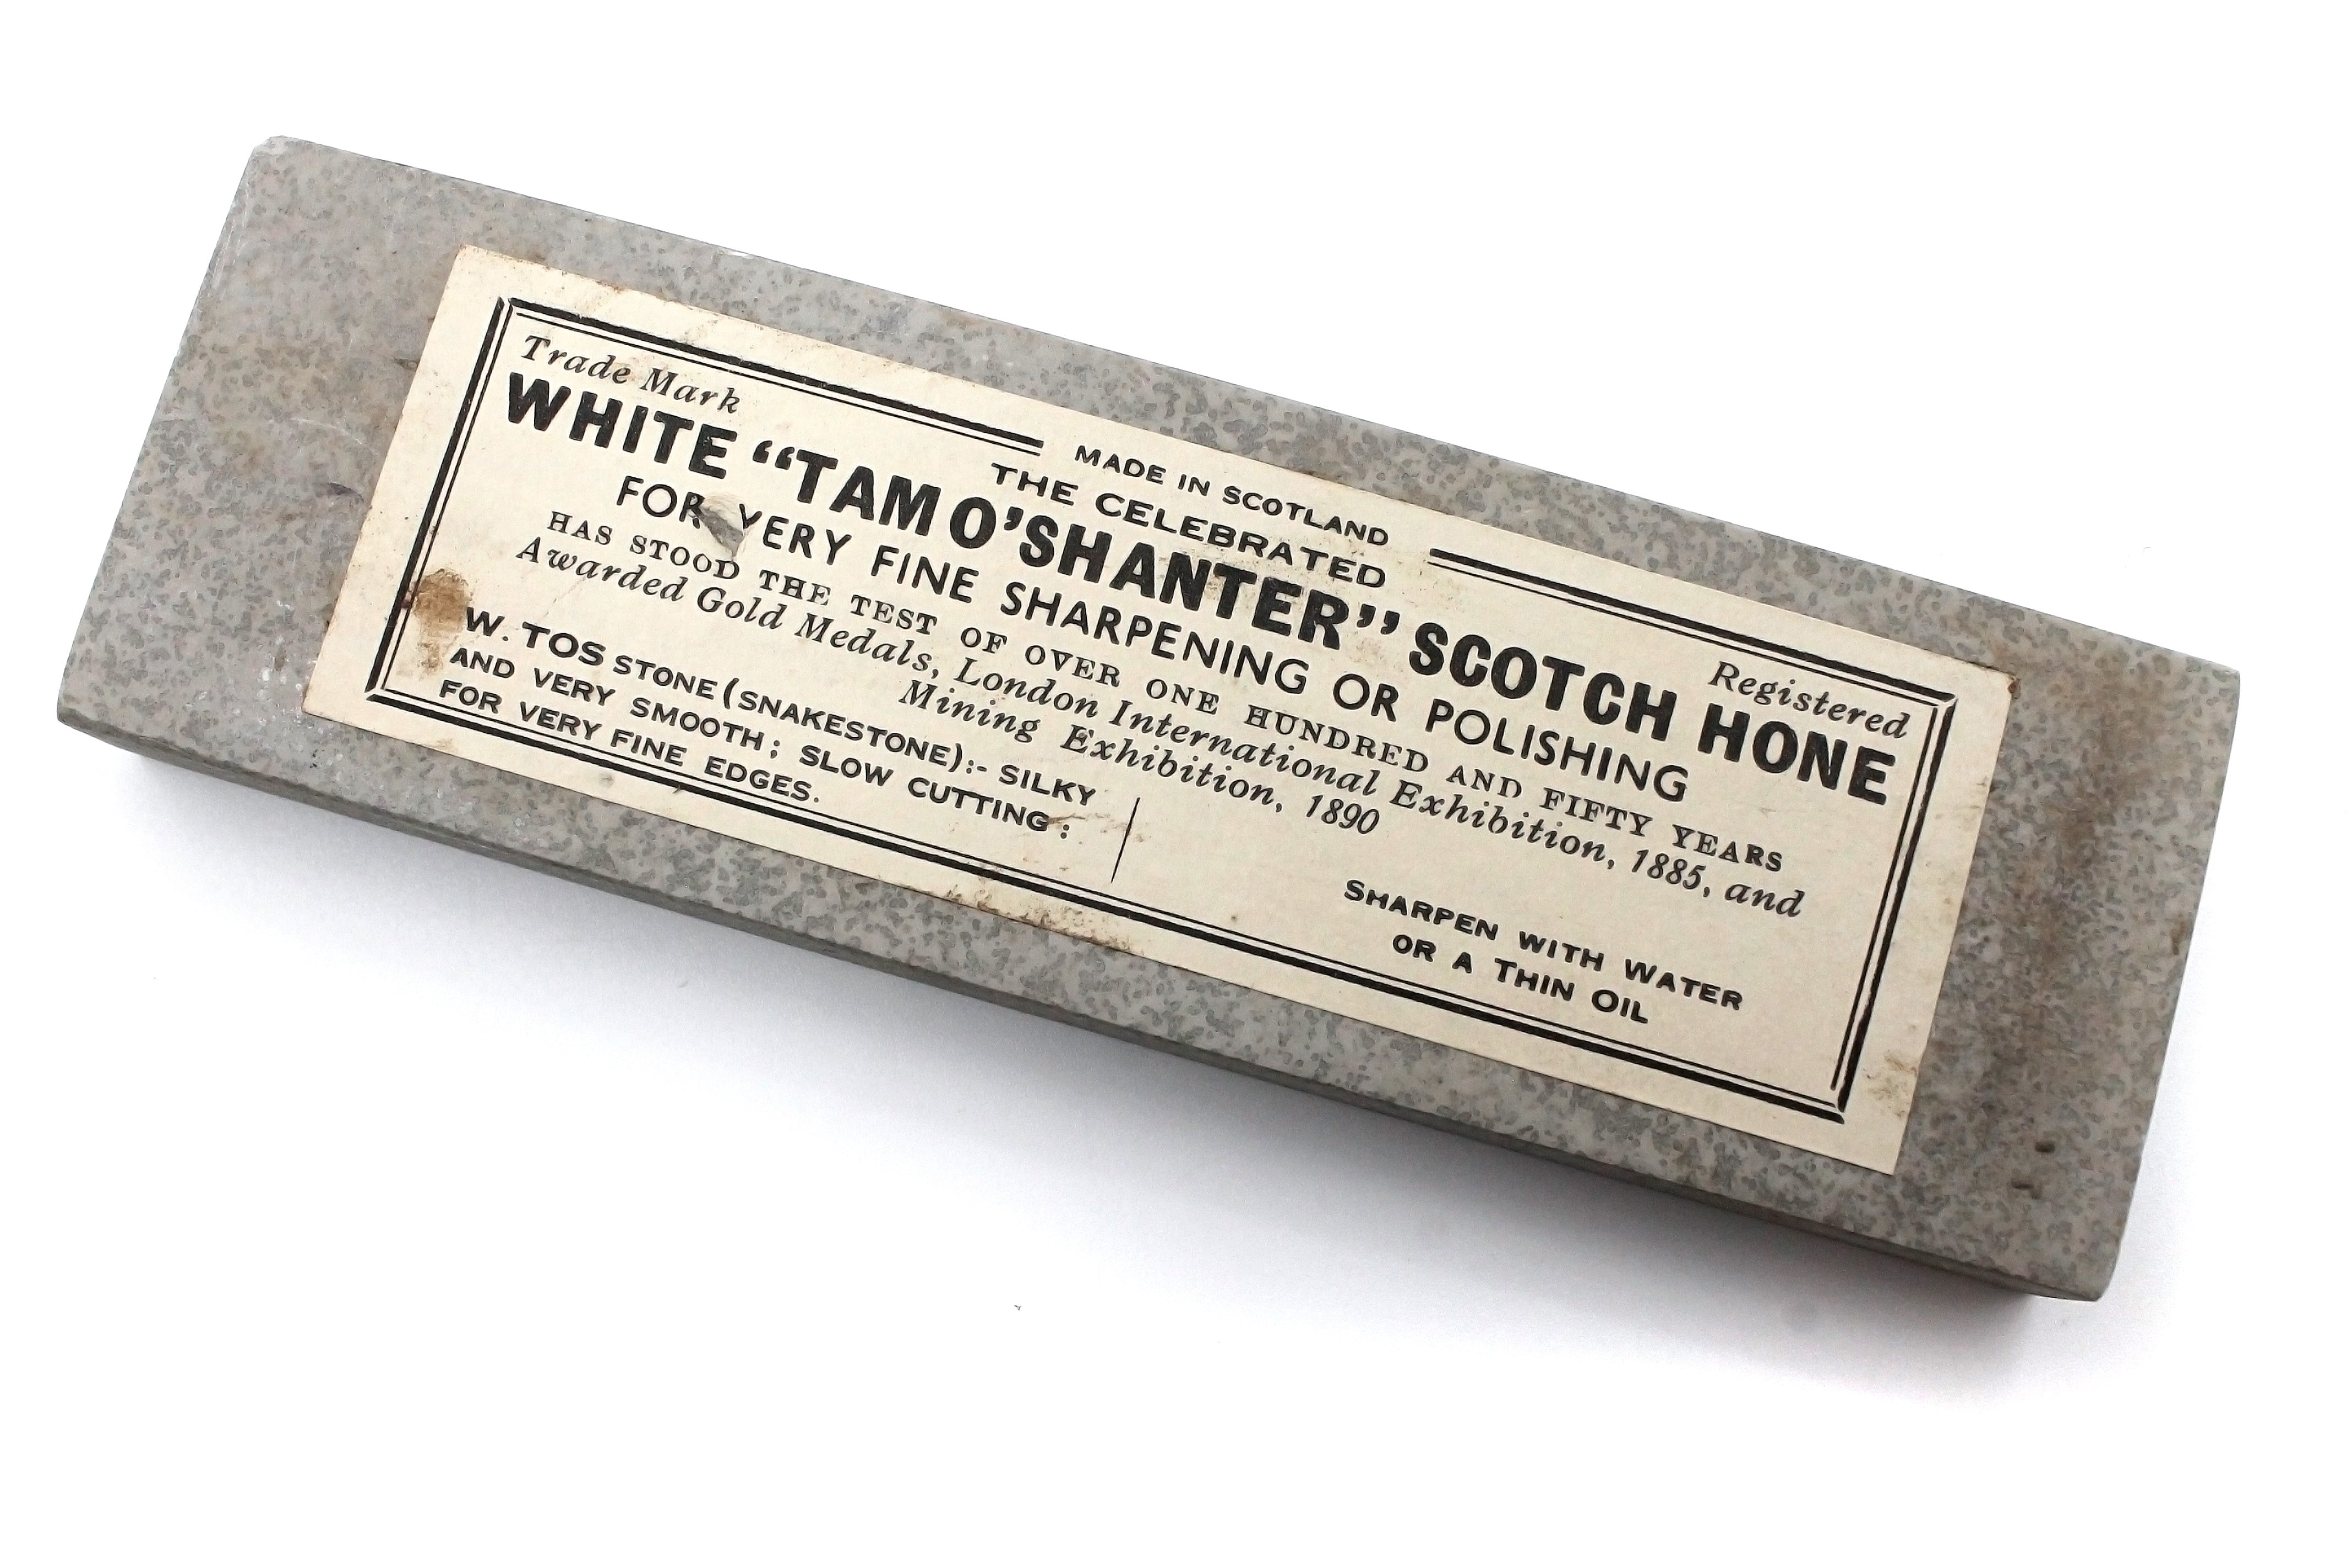 MADE IN SCOTLAND
Trade Mark THE CELEBRATED Registered
WHITE “TAM O’SHANTER” SCOTCH HONE
FOR VERY FINE SHARPENING OR POLISHING
HAS STOOD THE TEST OF OVER ONE HUNDRED AND FIFTY YEARS
Awarded Gold Medals, London International Exhibition, 1885, and
Mining Exhibition, 1890
W. TOS STONE (SNAKESTONE):- SILKY
AND VERY SMOOTH; SLOW CUTTING:
FOR VERY FINE EDGES.
SHARPEN WITH WATER
OR A THIN OIL